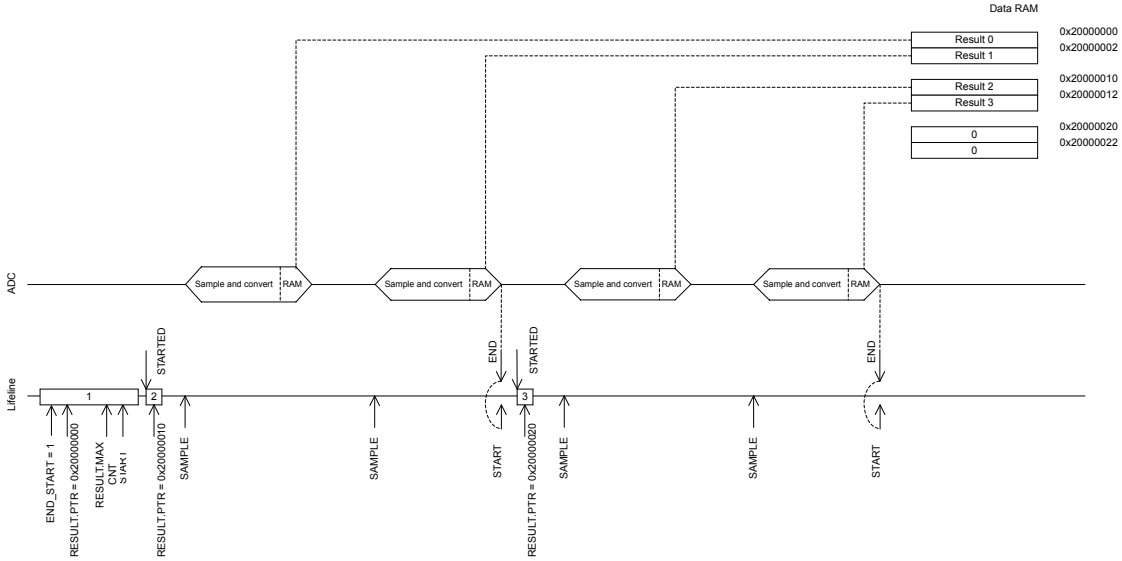 Data RAM
Result 0
0x20000000
Result 1
0x20000002
Result 2
0x20000010
Result 3
0x20000012
0
0x20000020
0
0x20000022
ADC
Sample and convert
RAM
Sample and convert
RAM
Sample and convert
RAM
Sample and convert
RAM
Lifeline
1
STARTED
2
END
STARTED
3
END
END_START = 1
RESULT.PTR = 0x20000000
RESULT.MAX
CNT
START
RESULT.PTR = 0x20000010
SAMPLE
SAMPLE
START
RESULT.PTR = 0x20000020
SAMPLE
SAMPLE
START